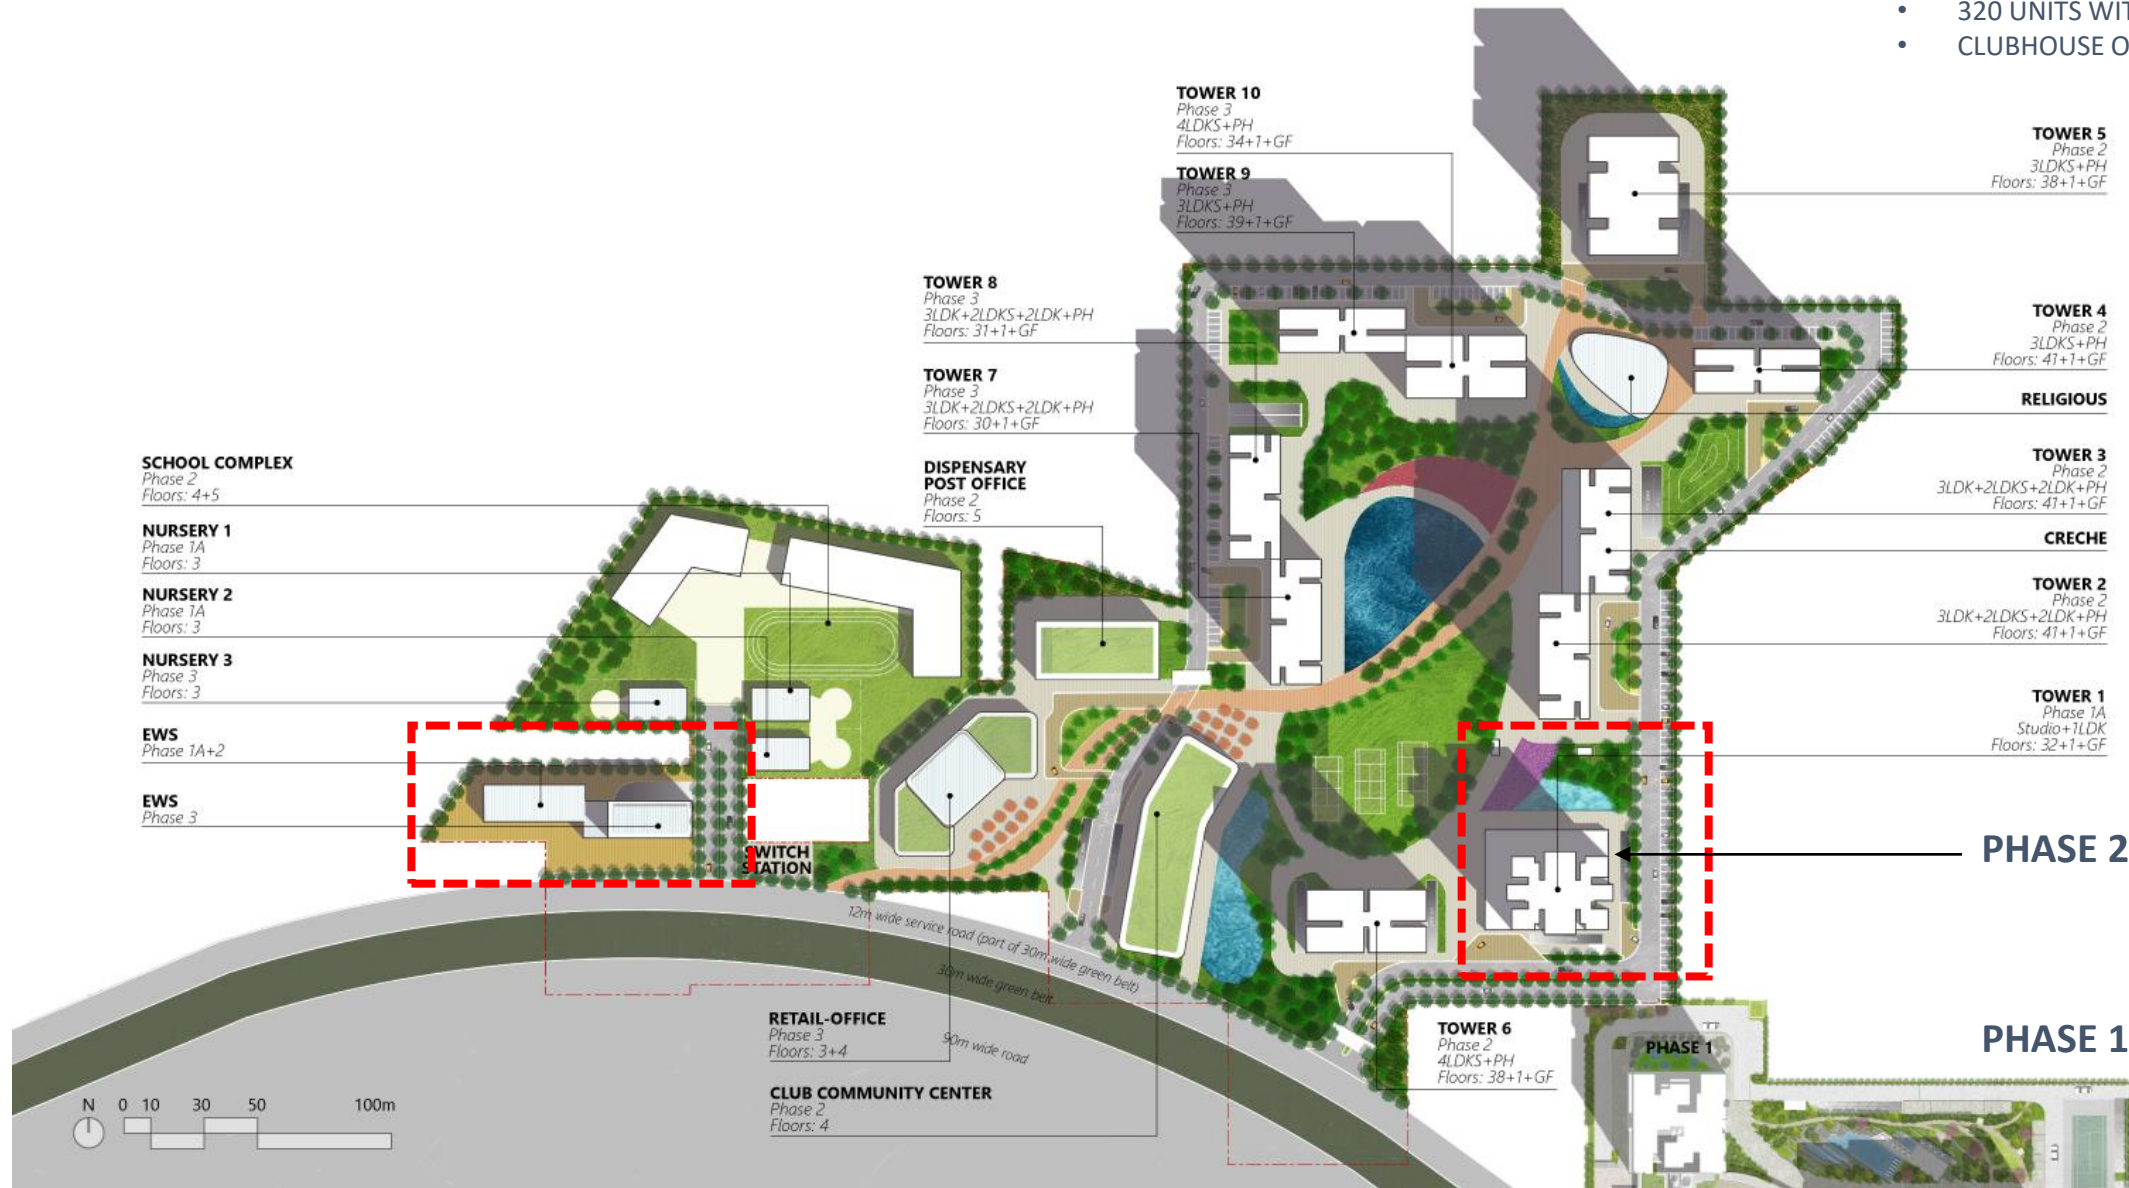 • 320 UNITS WIT
• CLUBHOUSE O
TOWER 10
Phase 3
4LDKS+PH
Floors: 34+1+GF
TOWER 9
Phase 3
3LDKS+PH
Floors: 39+1+GF
TOWER 8
Phase 3
3LDK+2LDKS+2LDK+PH
Floors: 31+1+GF
TOWER 7
Phase 3
3LDK+2LDKS+2LDK+PH
Floors: 30+1+GF
DISPENSARY
POST OFFICE
Phase 2
Floors: 5
SCHOOL COMPLEX
Phase 2
Floors: 4+5
NURSERY 1
Phase 1A
Floors: 3
NURSERY 2
Phase 1A
Floors: 3
NURSERY 3
Phase 3
Floors: 3
EWS
Phase 1A+2
EWS
Phase 3
SWITCH
STATION
TOWER 5
Phase 2
3LDKS+PH
Floors: 38+1+GF
TOWER 4
Phase 2
3LDKS+PH
Floors: 41+1+GF
RELIGIOUS
TOWER 3
Phase 2
3LDK+2LDKS+2LDK+PH
Floors: 41+1+GF
CRECHE
TOWER 2
Phase 2
3LDK+2LDKS+2LDK+PH
Floors: 41+1+GF
TOWER 1
Phase 1A
Studio+1LDK
Floors: 32+1+GF
PHASE 2
PHASE 1
PHASE 1
12m wide service road (part of 30m wide green belt)
30m wide green belt
90m wide road
RETAIL-OFFICE
Phase 3
Floors: 3+4
CLUB COMMUNITY CENTER
Phase 2
Floors: 4
TOWER 6
Phase 2
4LDKS+PH
Floors: 38+1+GF
N 0 10 30 50 100m